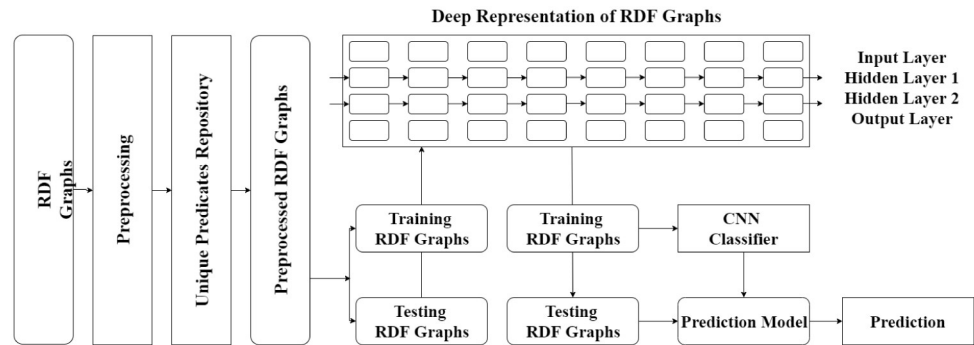 Deep Representation of RDF Graphs
Input Layer
Hidden Layer 1
Hidden Layer 2
Output Layer
RDF
Graphs
Preprocessing
Unique Predicates Repository
Preprocessed RDF Graphs
Training
RDF Graphs
Testing
RDF Graphs
Training
RDF Graphs
Testing
RDF Graphs
CNN
Classifier
Prediction Model
Prediction